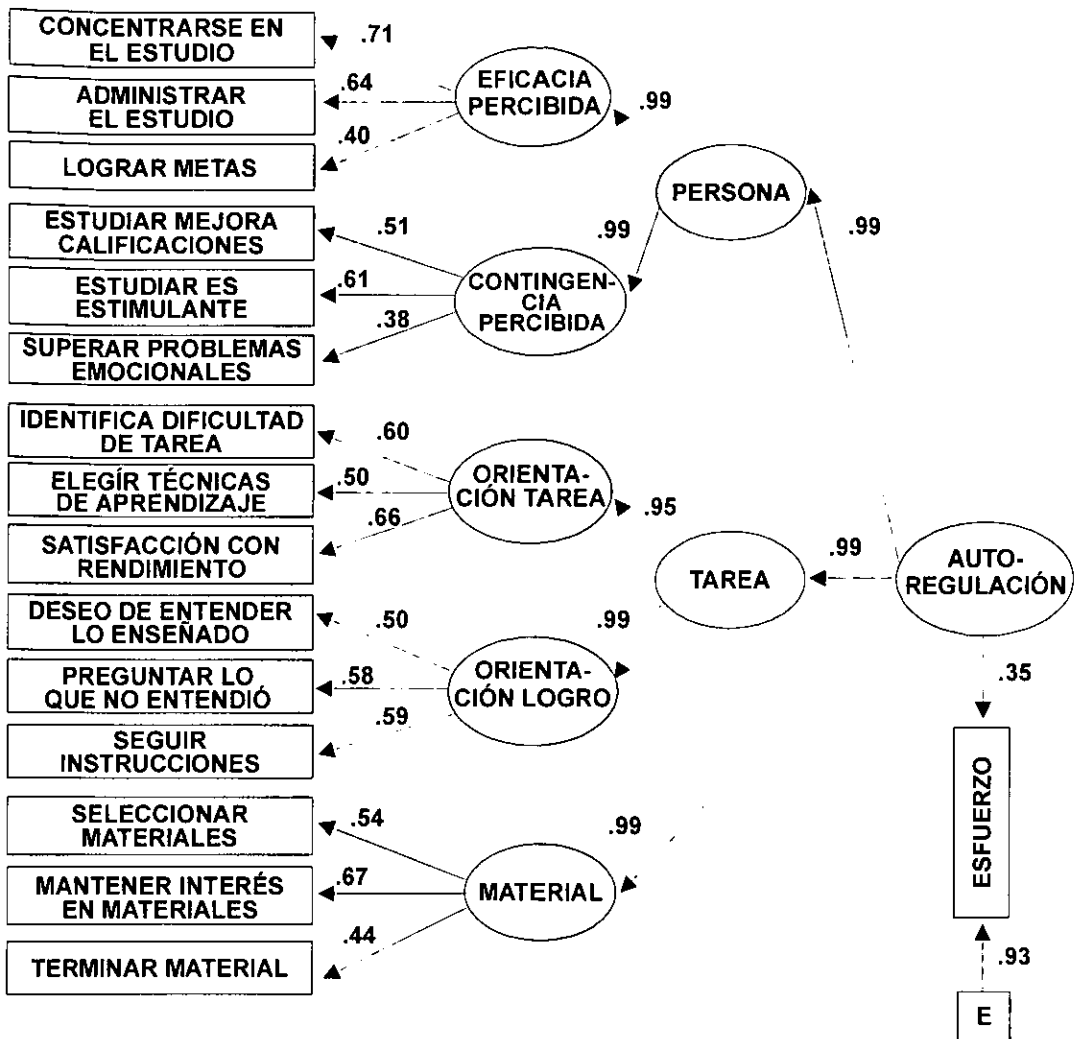 CONCENTRARSE EN
EL ESTUDIO
.71
ADMINISTRAR
EL ESTUDIO
.64
LOGRAR METAS
.40
EFICACIA
PERCIBIDA
.99
ESTUDIAR MEJORA
CALIFICACIONES
.51
ESTUDIAR ES
ESTIMULANTE
.61
SUPERAR PROBLEMAS
EMOCIONALES
.38
CONTINGEN-
CIA
PERCIBIDA
.99
PERSONA
.99
IDENTIFICA DIFICULTAD
DE TAREA
.60
ELEGÍR TÉCNICAS
DE APRENDIZAJE
.50
SATISFACCIÓN CON
RENDIMIENTO
.66
ORIENTA-
CIÓN TAREA
.95
DESEO DE ENTENDER
LO ENSEÑADO
.50
PREGUNTAR LO
QUE NO ENTENDIÓ
.58
SEGUIR
INSTRUCCIONES
.59
ORIENTA-
CIÓN LOGRO
.99
TAREA
.99
AUTO-
REGULACIÓN
.35
SELECCIONAR
MATERIALES
.54
MANTENER INTERÉS
EN MATERIALES
.67
TERMINAR MATERIAL
.44
MATERIAL
.99
ESFUERZO
.93
E